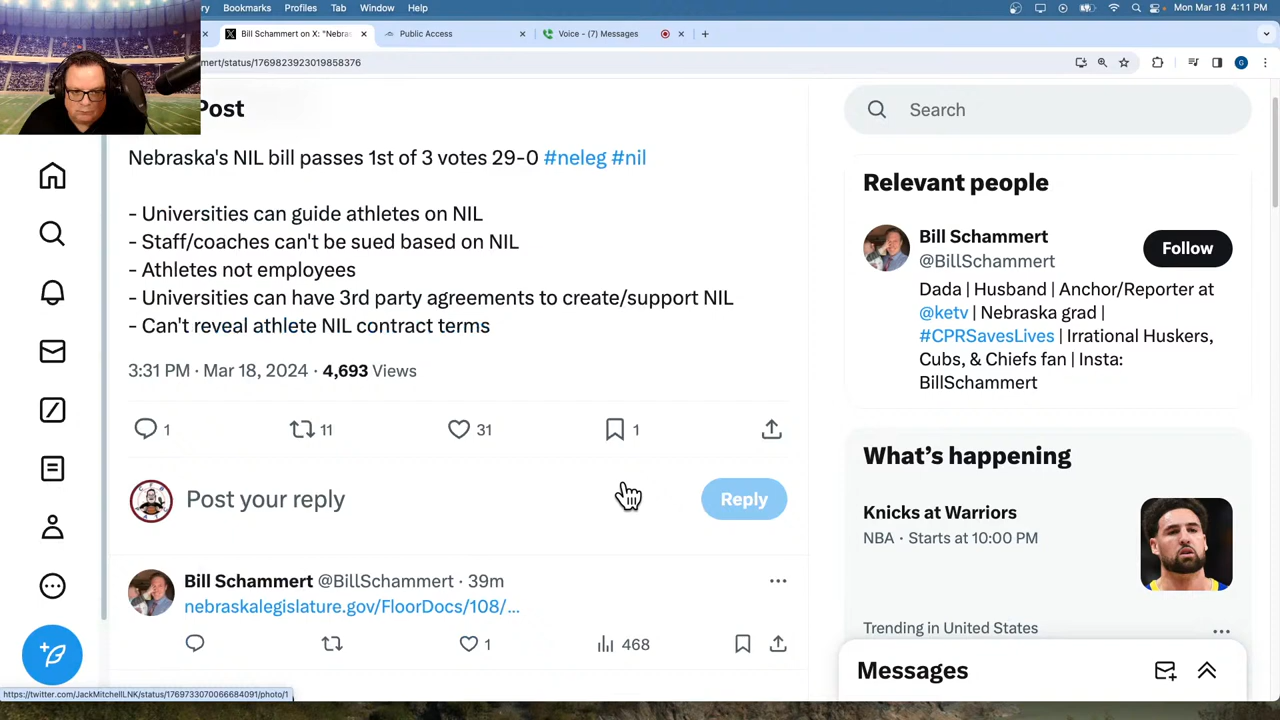 ry Bookmarks Profiles Tab Window Help
Mon Mar 18 4:11 PM
Bill Schammert on X: "Nebras
Public Access
Voice - (7) Messages
mert/status/1769823923019858376
Post
Nebraska's NIL bill passes 1st of 3 votes 29-0 #neleg #nil
- Universities can guide athletes on NIL
- Staff/coaches can't be sued based on NIL
- Athletes not employees
- Universities can have 3rd party agreements to create/support NIL
- Can't reveal athlete NIL contract terms
3:31 PM · Mar 18, 2024 · 4,693 Views
1 11 31 1
Post your reply
Reply
Bill Schammert @BillSchammert · 39m
nebraskalegislature.gov/FloorDocs/108/...
1 468
https://twitter.com/JackMitchellLNK/status/1769733070066684091/photo/1
Search
Relevant people
Bill Schammert
@BillSchammert
Follow
Dada | Husband | Anchor/Reporter at
@ketv | Nebraska grad |
#CPRSavesLives | Irrational Huskers,
Cubs, & Chiefs fan | Insta:
BillSchammert
What's happening
Knicks at Warriors
NBA · Starts at 10:00 PM
Trending in United States
Messages